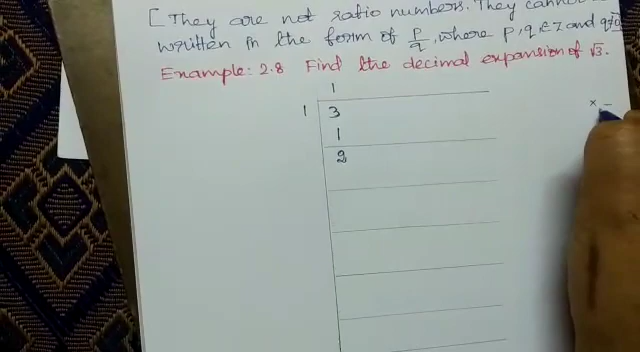 [They are not ratio numbers. They cannot
written in the form of p/q, where p, q ∈ Z and q≠0
Example: 2.8 Find the decimal expansion of √3.
1
1 3
1
2
× –